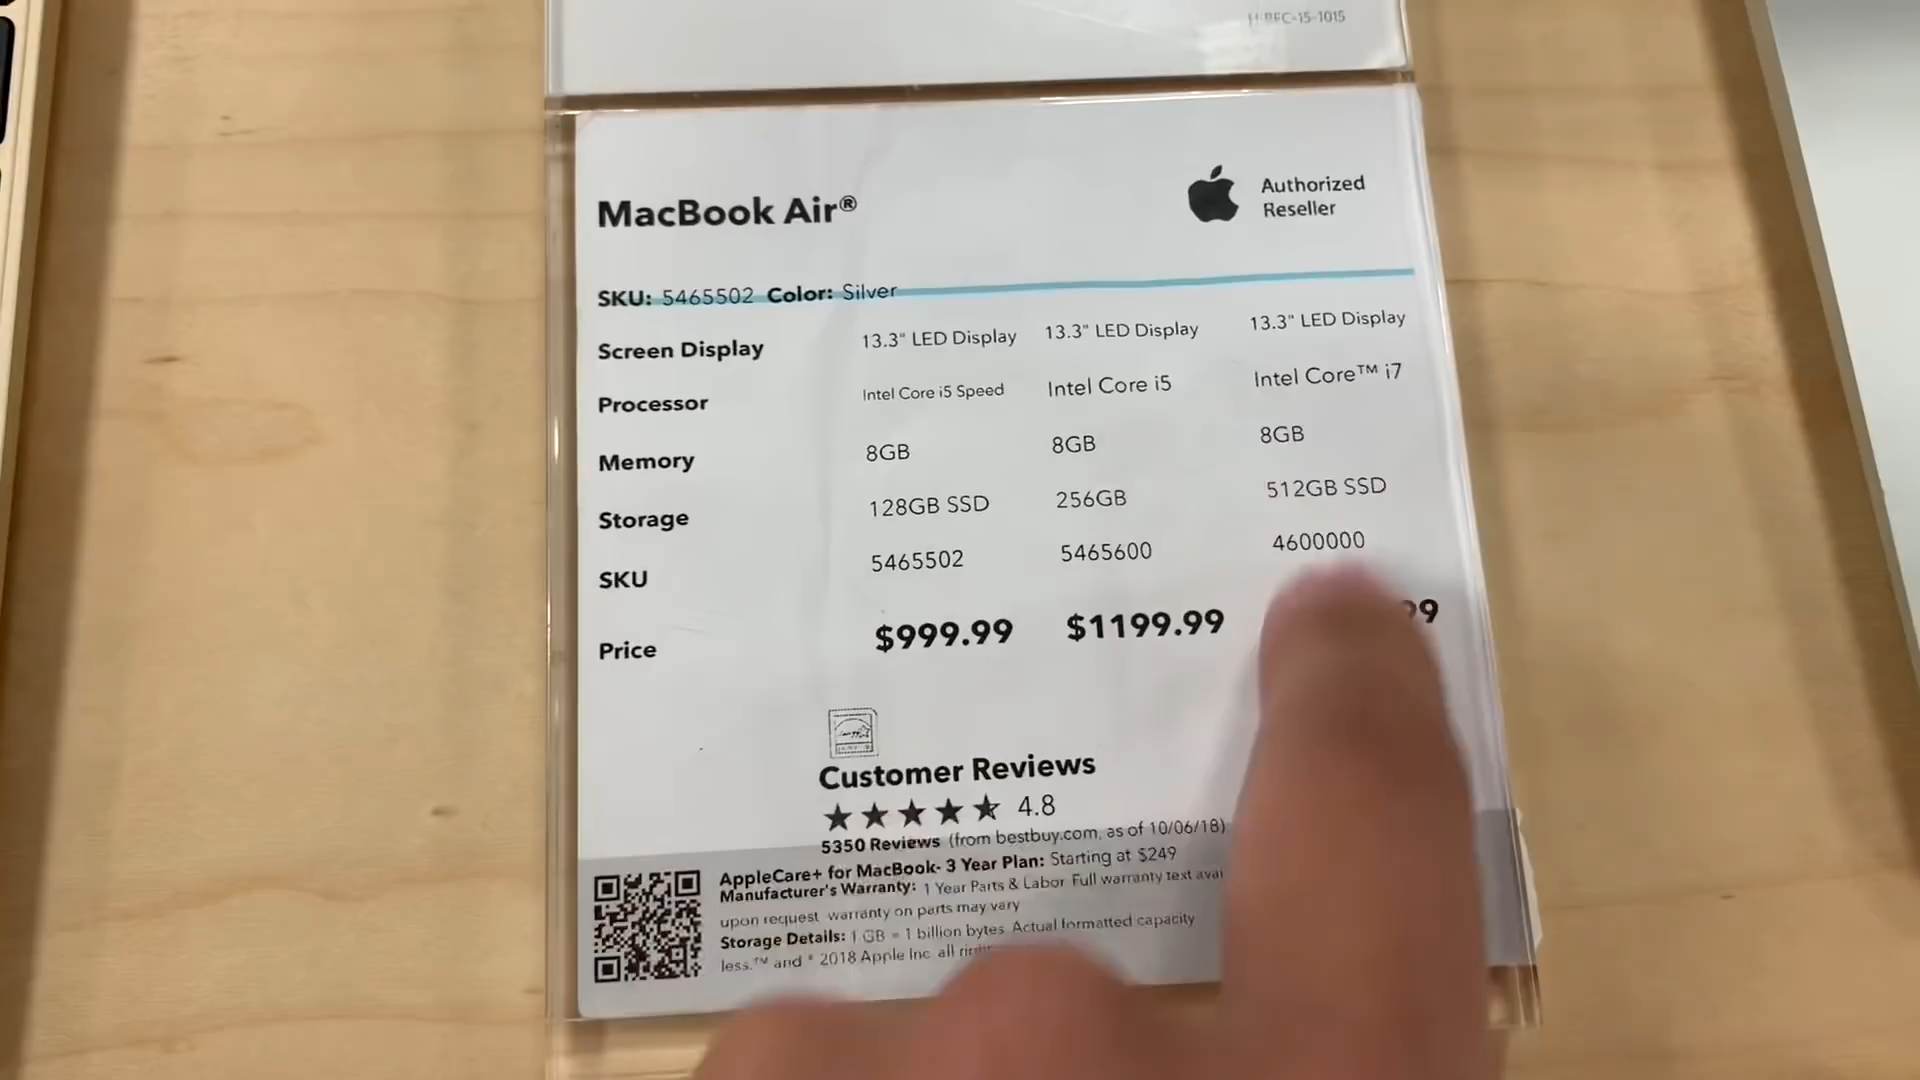 15-1015
MacBook Air®
Authorized
Reseller
SKU: 5465502 Color: Silver
Screen Display 13.3" LED Display 13.3" LED Display 13.3" LED Display
Processor Intel Core i5 Speed Intel Core i5 Intel Core™ i7
Memory 8GB 8GB 8GB
Storage 128GB SSD 256GB 512GB SSD
SKU 5465502 5465600 4600000
Price $999.99 $1199.99 99
Customer Reviews
4.8
5350 Reviews (from bestbuy.com, as of 10/06/18)
AppleCare+ for MacBook- 3 Year Plan: Starting at $249
Manufacturer's Warranty: 1 Year Parts & Labor Full warranty text avai
upon request warranty on parts may vary
Storage Details: 1 GB = 1 billion bytes Actual formatted capacity
less.™ and ® 2018 Apple Inc all